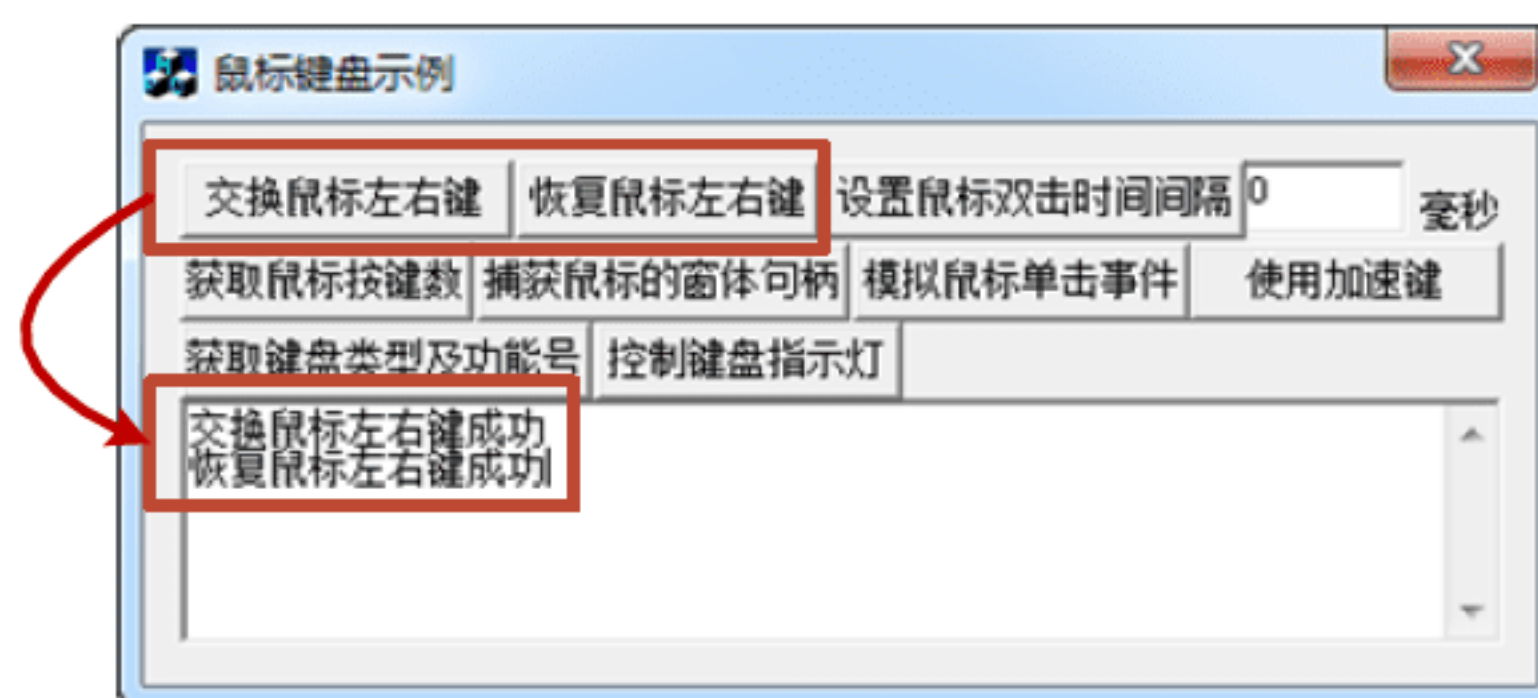 鼠标键盘示例
交换鼠标左右键 恢复鼠标左右键 设置鼠标双击时间间隔 0 毫秒
获取鼠标按键数 捕获鼠标的窗体句柄 模拟鼠标单击事件 使用加速键
获取键盘类型及功能号 控制键盘指示灯
交换鼠标左右键成功
恢复鼠标左右键成功